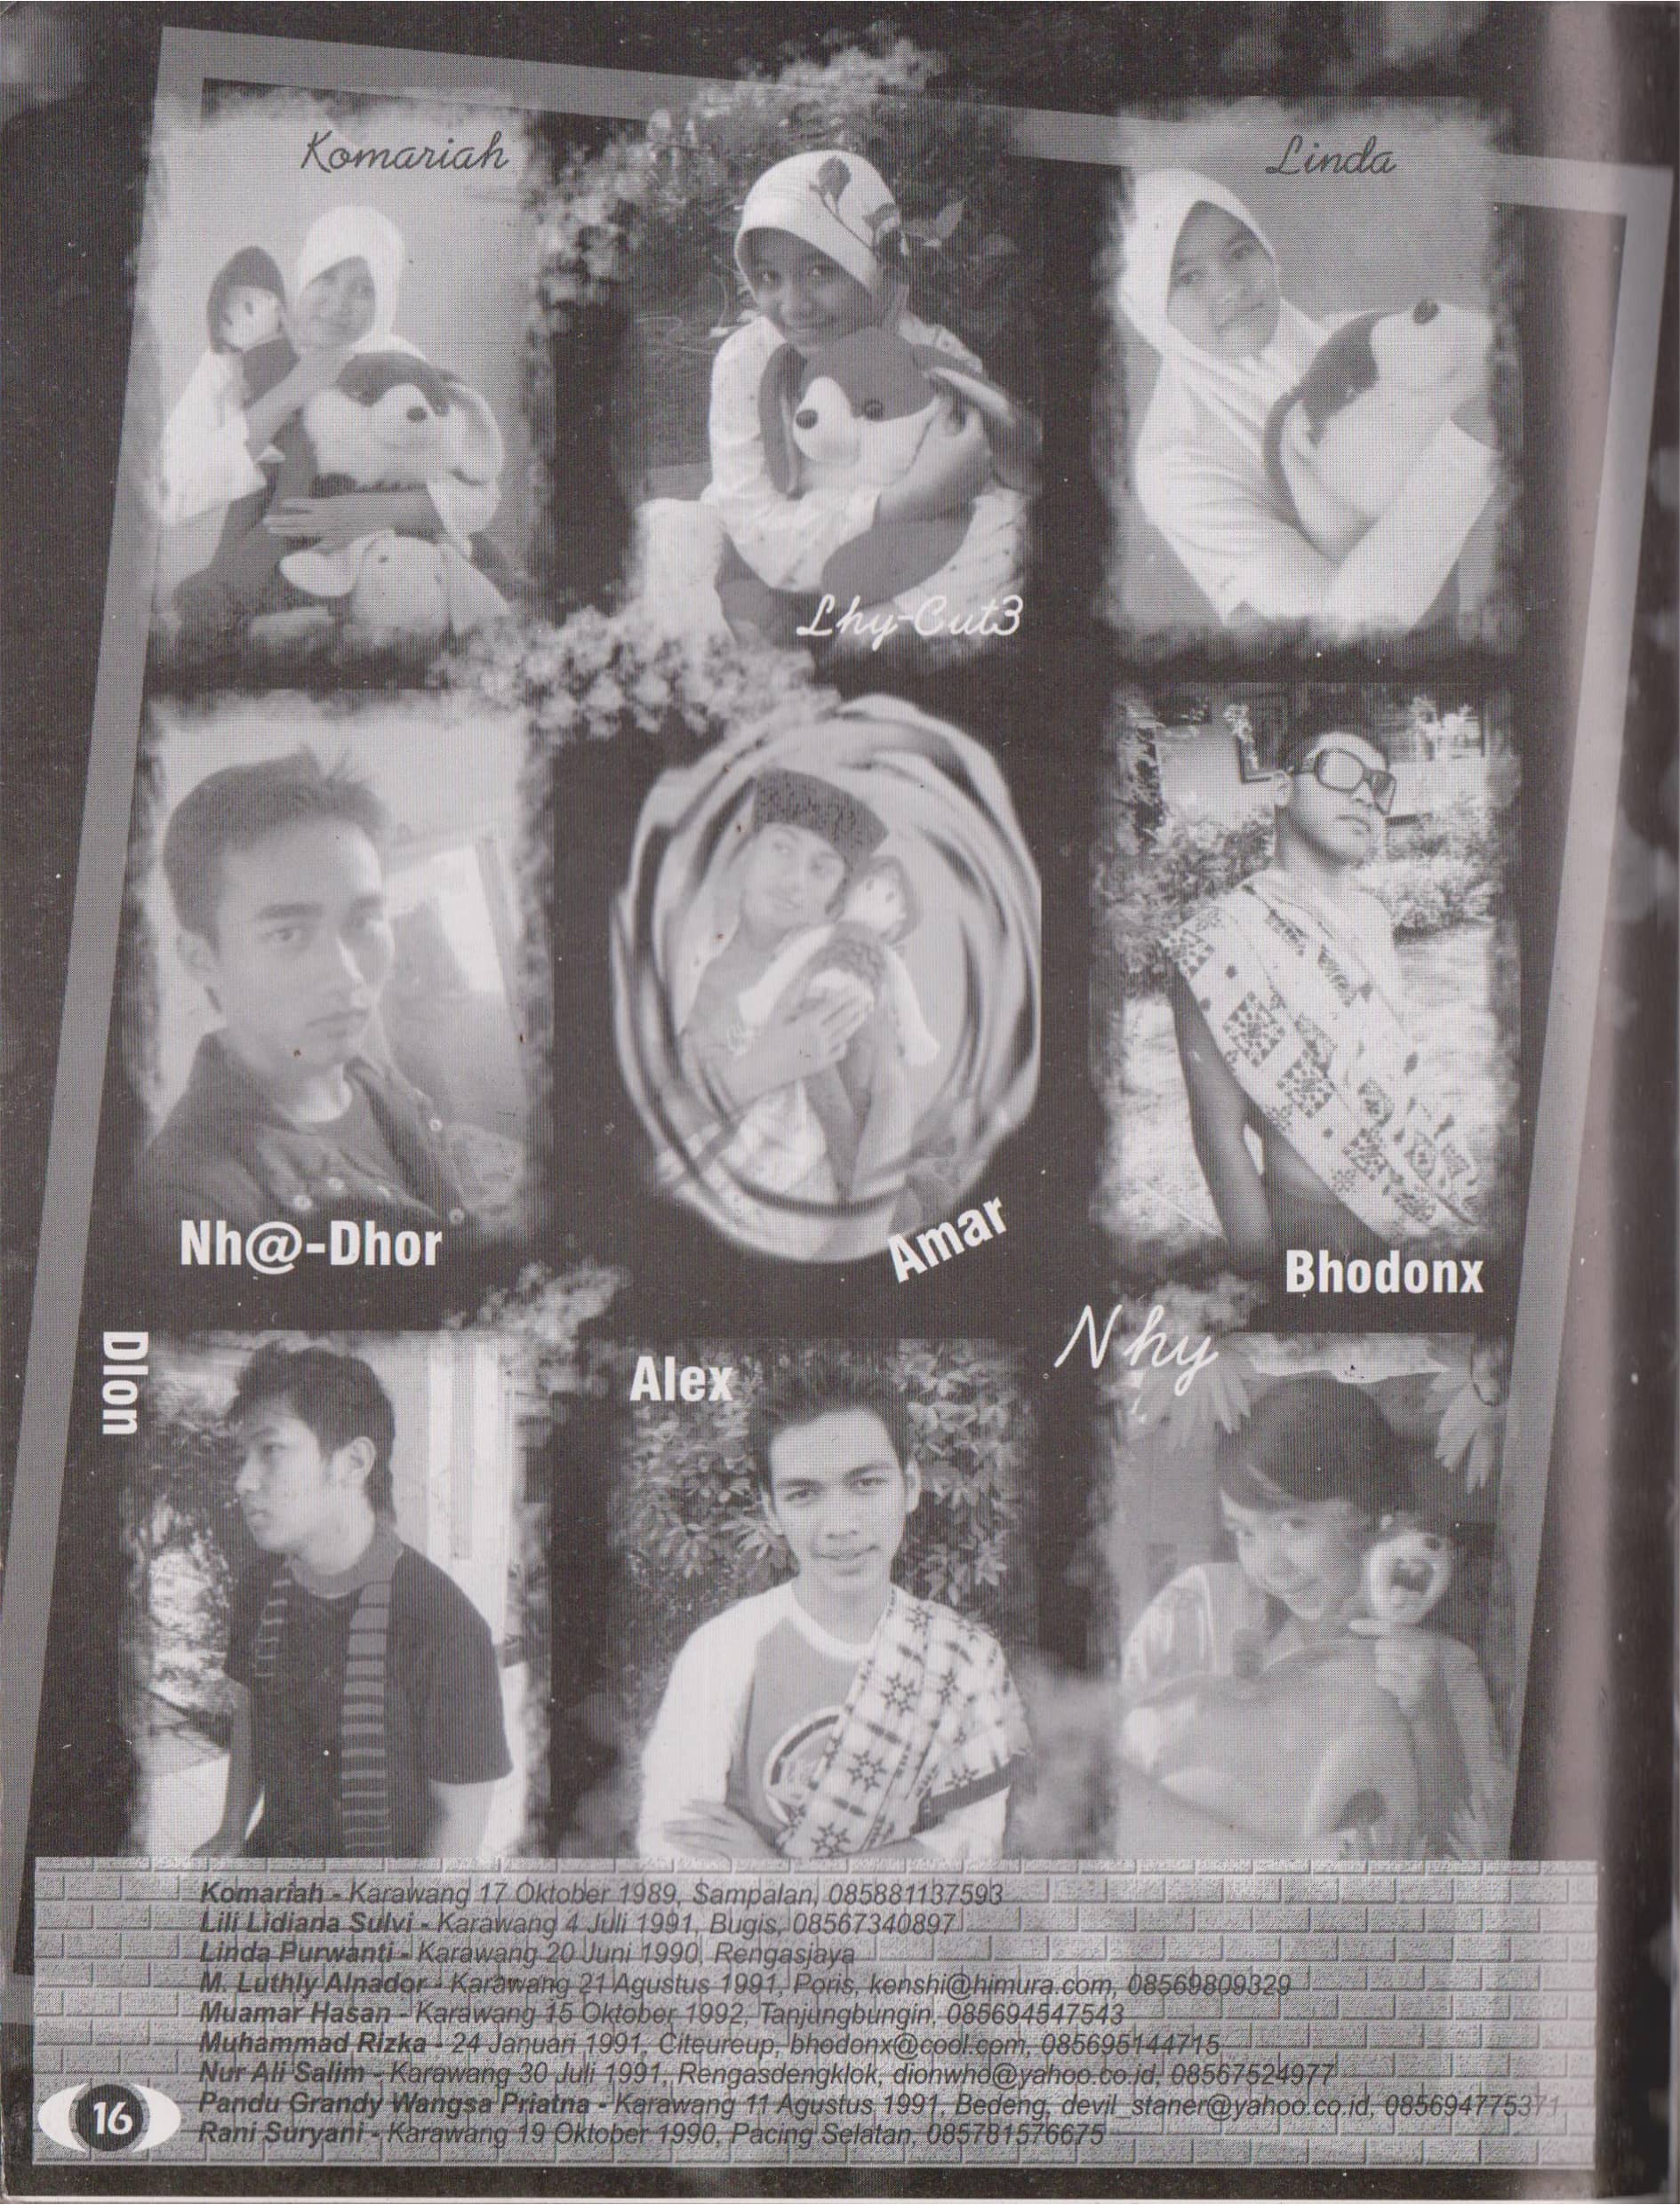 Komariah
Linda
Lhy-Cut3
Nh@-Dhor
Amar
Bhodonx
DIon
Alex
Nhy
Komariah - Karawang 17 Oktober 1989, Sampalan, 085881137593
Lili Lidiana Sulvi - Karawang 4 Juli 1991, Bugis, 08567340897
Linda Purwanti - Karawang 20 Juni 1990, Rengasjaya
M. Luthly Alnador - Karawang 21 Agustus 1991, Poris, kenshi@himura.com, 08569809329
Muamar Hasan - Karawang 15 Oktober 1992, Tanjungbungin, 085694547543
Muhammad Rizka - 24 Januari 1991, Citeureup, bhodonx@cool.com, 085695144715
Nur Ali Salim - Karawang 30 Juli 1991, Rengasdengklok, dionwho@yahoo.co.id, 08567524977
Pandu Grandy Wangsa Priatna - Karawang 11 Agustus 1991, Bedeng, devil_staner@yahoo.co.id, 085694775371
Rani Suryani - Karawang 19 Oktober 1990, Pacing Selatan, 085781576675
16